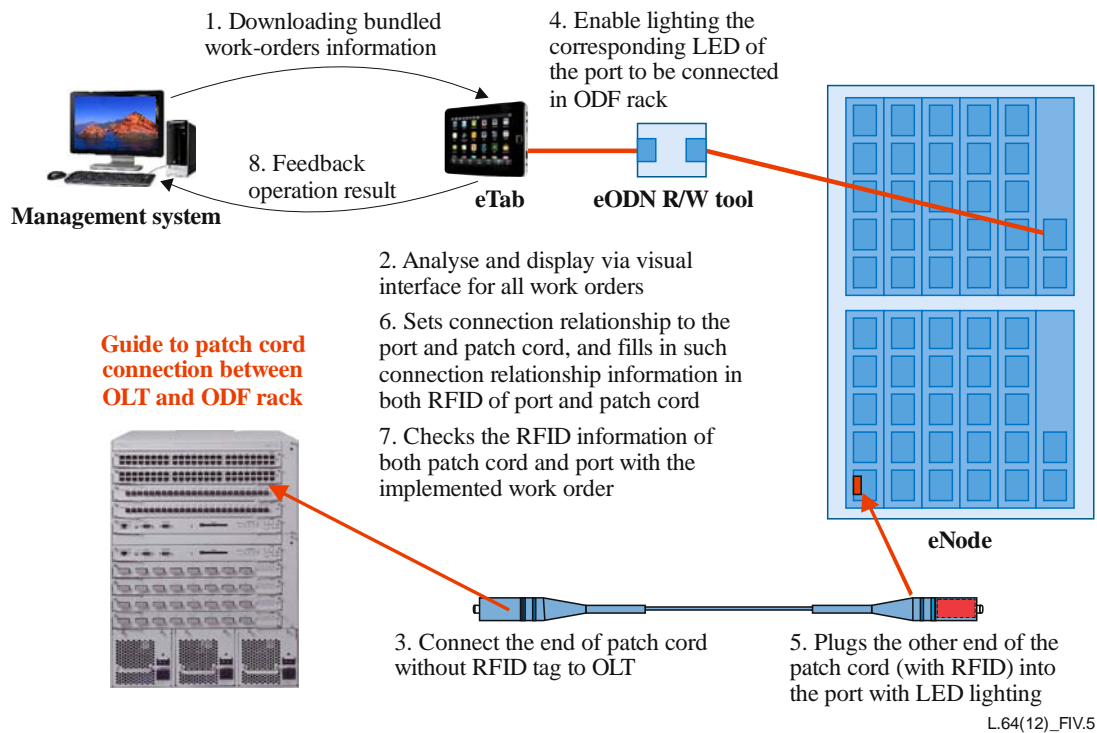 1. Downloading bundled
work-orders information
4. Enable lighting the
corresponding LED of
the port to be connected
in ODF rack
8. Feedback
operation result
Management system
eTab
eODN R/W tool
2. Analyse and display via visual
interface for all work orders
6. Sets connection relationship to the
port and patch cord, and fills in such
connection relationship information in
both RFID of port and patch cord
7. Checks the RFID information of
both patch cord and port with the
implemented work order
Guide to patch cord
connection between
OLT and ODF rack
eNode
3. Connect the end of patch cord
without RFID tag to OLT
5. Plugs the other end of the
patch cord (with RFID) into
the port with LED lighting
L.64(12)_FIV.5